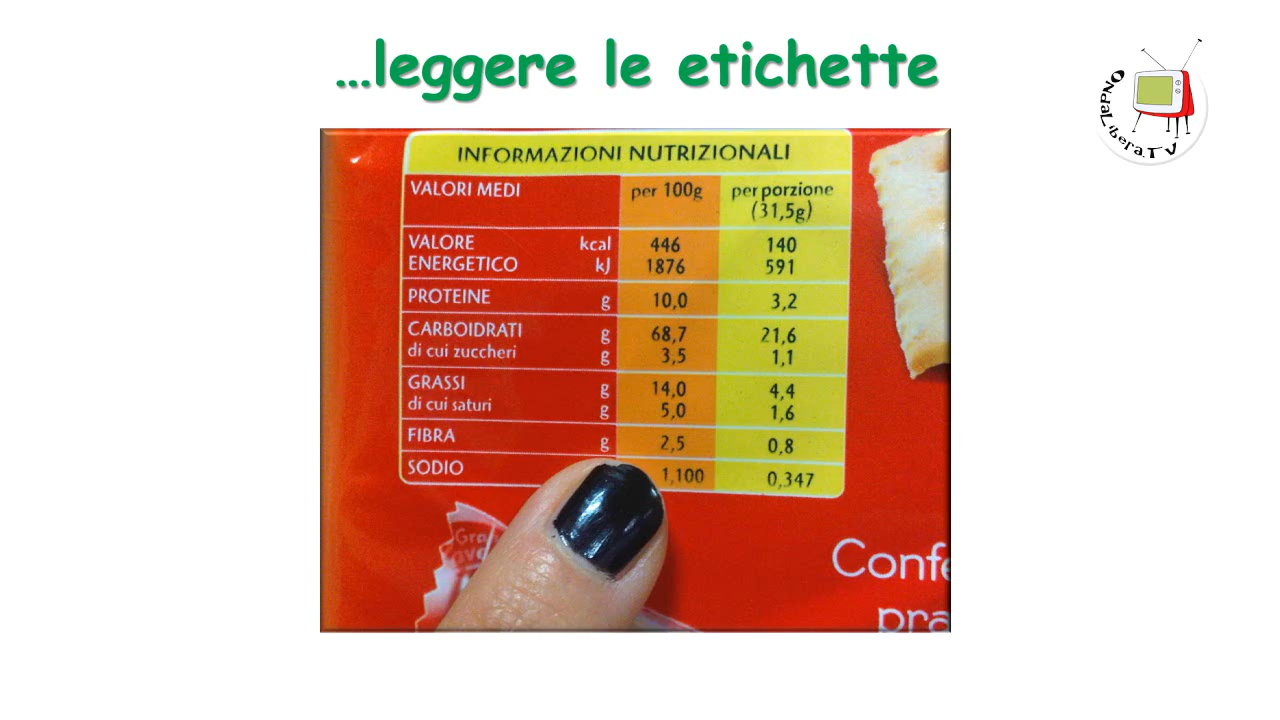 ...leggere le etichette
OndaLiberaTV
INFORMAZIONI NUTRIZIONALI
VALORI MEDI per 100g per porzione
(31,5g)
VALORE kcal 446 140
ENERGETICO kJ 1876 591
PROTEINE g 10,0 3,2
CARBOIDRATI g 68,7 21,6
di cui zuccheri g 3,5 1,1
GRASSI g 14,0 4,4
di cui saturi g 5,0 1,6
FIBRA g 2,5 0,8
SODIO 1,100 0,347